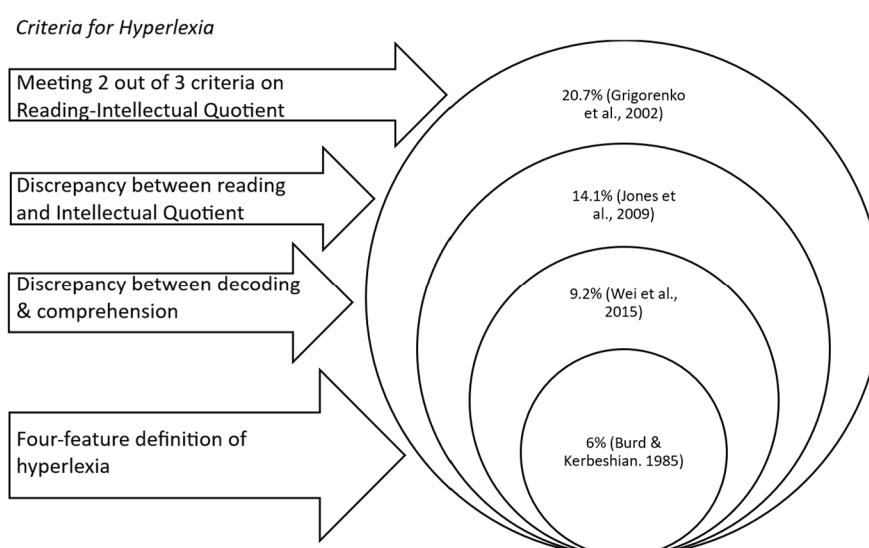 Criteria for Hyperlexia
Meeting 2 out of 3 criteria on
Reading-Intellectual Quotient
20.7% (Grigorenko
et al., 2002)
Discrepancy between reading
and Intellectual Quotient
14.1% (Jones et
al., 2009)
Discrepancy between decoding
& comprehension
9.2% (Wei et al.,
2015)
Four-feature definition of
hyperlexia
6% (Burd &
Kerbeshian. 1985)